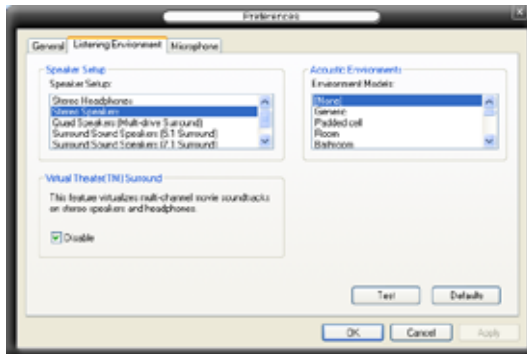 Preferences
General
Listening Environment
Microphone
Speaker Setup
Speaker Setup:
Stereo Headphones
Stereo Speakers
Quad Speakers (Multi-drive Surround)
Surround Sound Speakers (5.1 Surround)
Surround Sound Speakers (7.1 Surround)
Acoustic Environments
Environment Models:
(None)
Generic
Padded cell
Room
Bathroom
Virtual Theater(TM) Surround
This feature virtualizes multi-channel movie soundtracks
on stereo speakers and headphones.
Disable
Test
Defaults
OK
Cancel
Apply